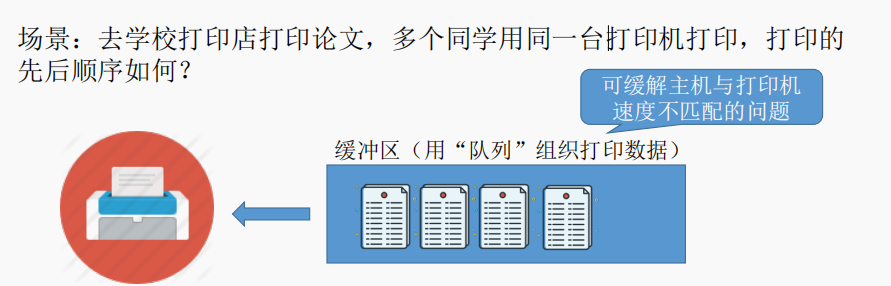 场景：去学校打印店打印论文，多个同学用同一台打印机打印，打印的
先后顺序如何？
可缓解主机与打印机
速度不匹配的问题
缓冲区（用“队列”组织打印数据）